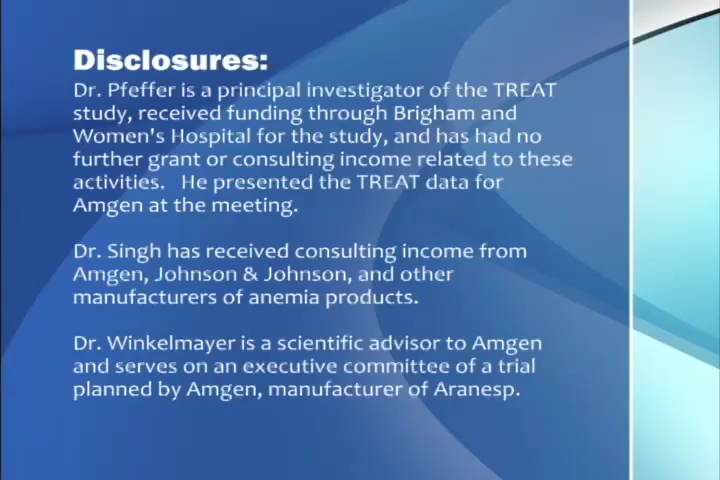 Disclosures:
Dr. Pfeffer is a principal investigator of the TREAT
study, received funding through Brigham and
Women's Hospital for the study, and has had no
further grant or consulting income related to these
activities.   He presented the TREAT data for
Amgen at the meeting.
Dr. Singh has received consulting income from
Amgen, Johnson & Johnson, and other
manufacturers of anemia products.
Dr. Winkelmayer is a scientific advisor to Amgen
and serves on an executive committee of a trial
planned by Amgen, manufacturer of Aranesp.